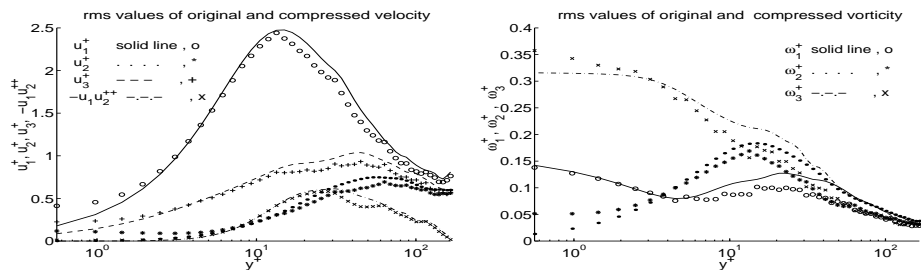 rms values of original and compressed velocity
2.5
2
1.5
1
0.5
0
u₁⁺ solid line , o
u₂⁺ . . . . . , *
u₃⁺ - - - - , +
−u₁u₂⁺⁺ -.-.- , x
u₁⁺, u₂⁺, u₃⁺, −u₁u₂⁺⁺
10⁰ 10¹ 10²
y⁺
rms values of original and compressed vorticity
0.4
0.35
0.3
0.25
0.2
0.15
0.1
0.05
0
ω₁⁺ solid line , o
ω₂⁺ . . . . . , *
ω₃⁺ -.-.- , x
ω₁⁺, ω₂⁺, ω₃⁺
10⁰ 10¹ 10²
y⁺